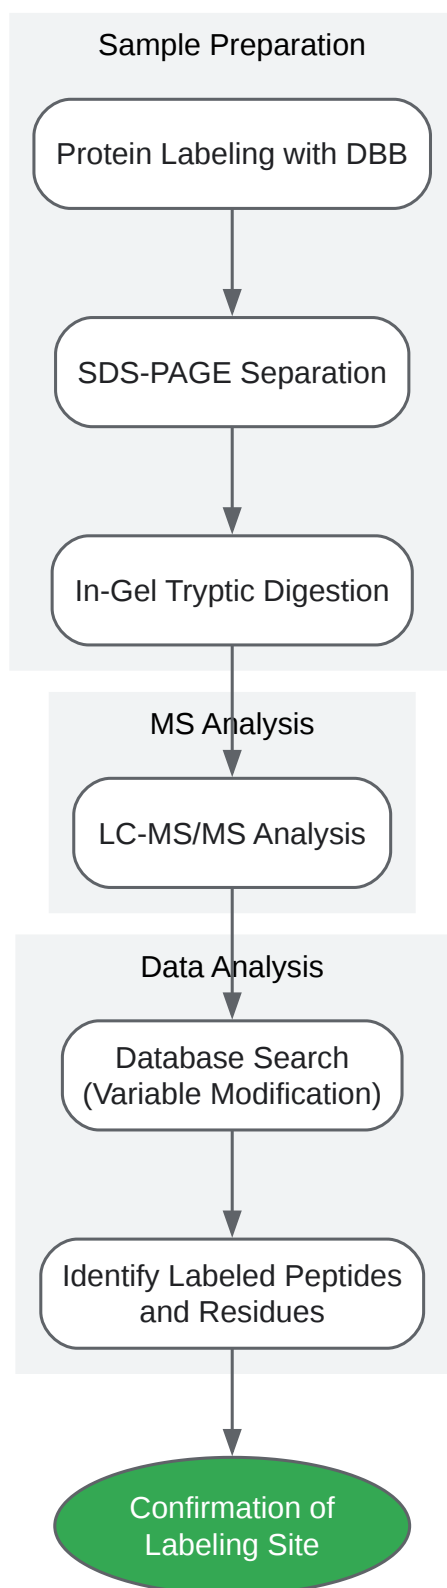 Sample Preparation
Protein Labeling with DBB
SDS-PAGE Separation
In-Gel Tryptic Digestion
MS Analysis
LC-MS/MS Analysis
Data Analysis
Database Search
(Variable Modification)
Identify Labeled Peptides
and Residues
Confirmation of
Labeling Site